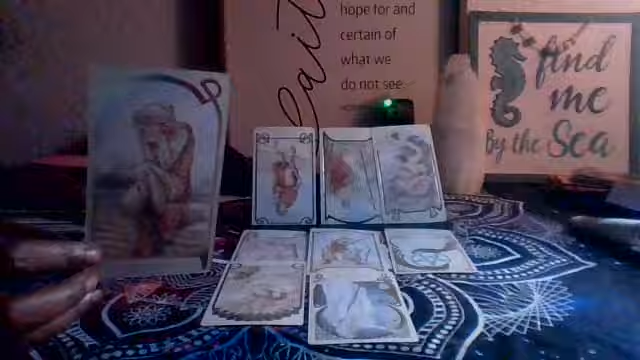 faith
hope for and
certain of
what we
do not see
find
me
By the Sea